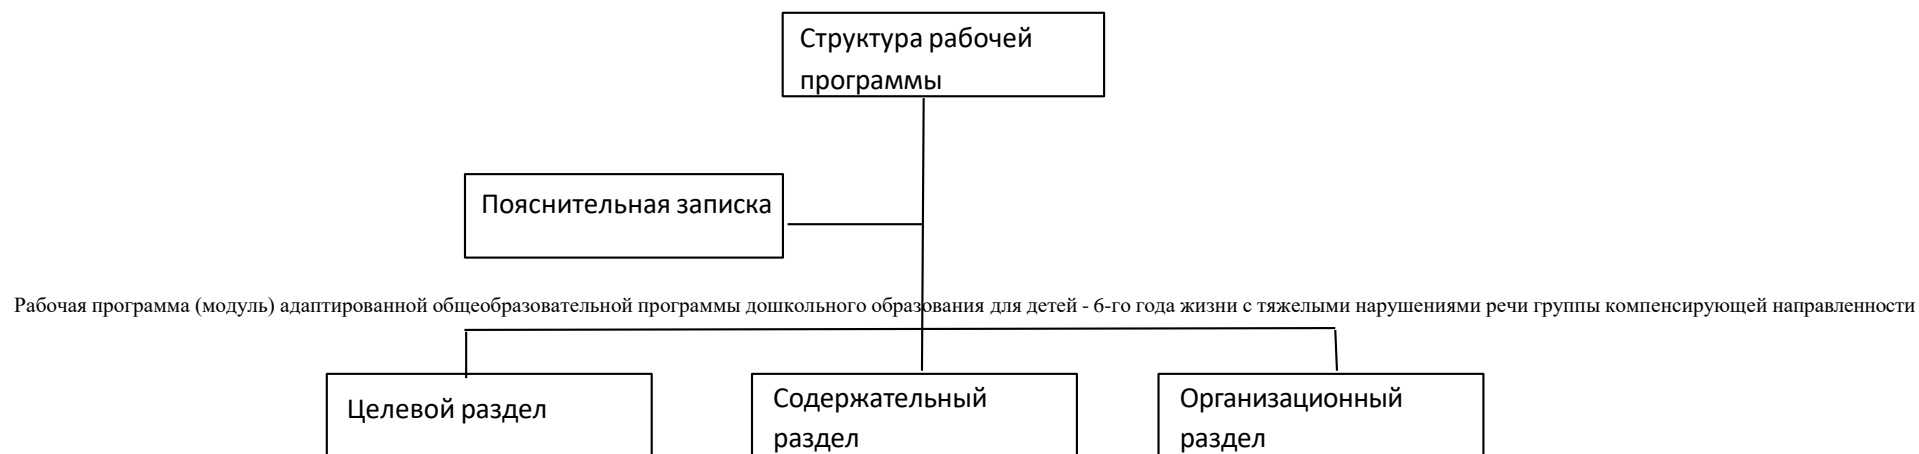 Структура рабочей
программы
Пояснительная записка
Рабочая программа (модуль) адаптированной общеобразовательной программы дошкольного образования для детей - 6-го года жизни с тяжелыми нарушениями речи группы компенсирующей направленности
Целевой раздел
Содержательный
раздел
Организационный
раздел